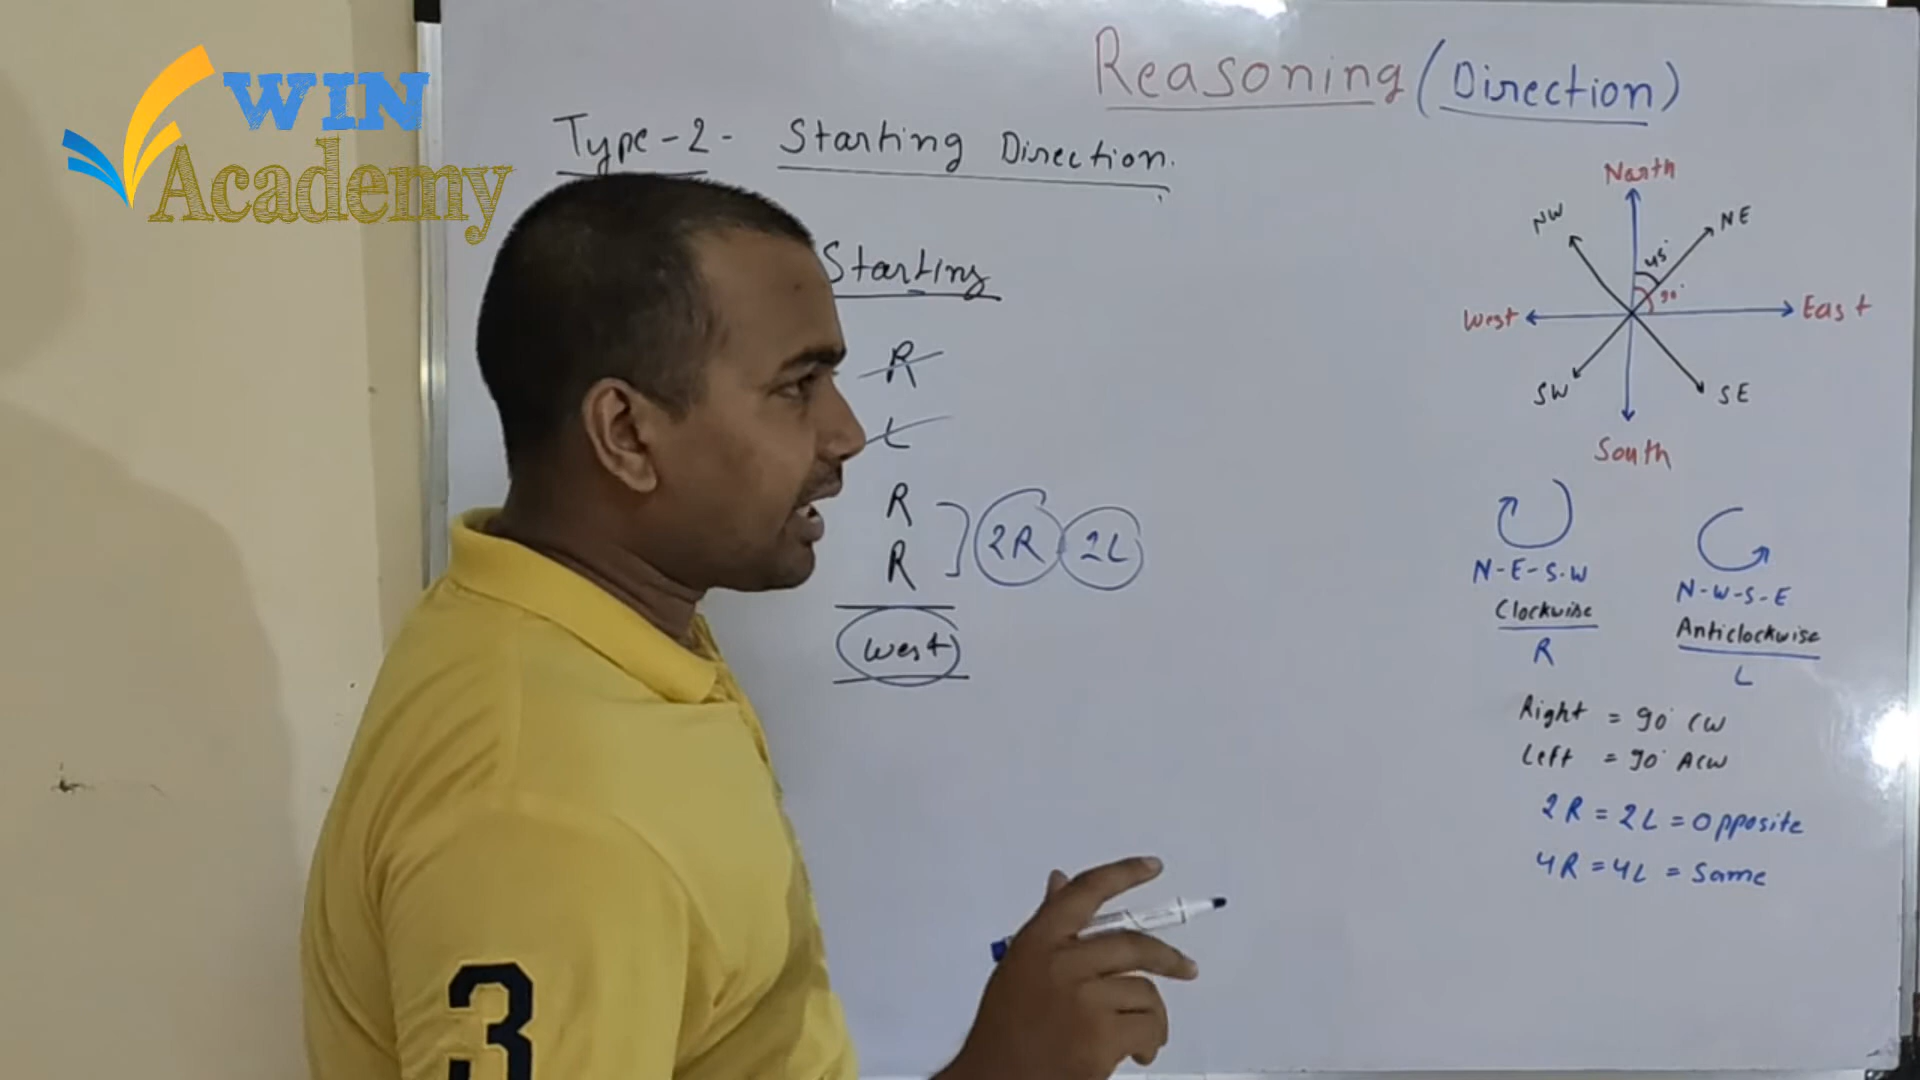 WIN
Academy
Reasoning (Direction)
Type-2- Starting Direction.
Starting
R
L
R
R
2R 2L
West
North
NW
NE
45°
90°
West
East
SW
SE
South
N-E-S-W
Clockwise
R
N-W-S-E
Anticlockwise
L
Right = 90° CW
Left = 90° ACW
2R = 2L = Opposite
4R = 4L = Same
3